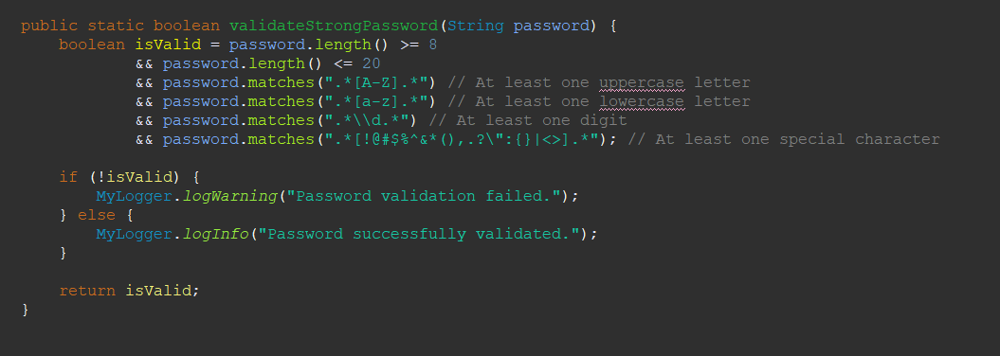 public static boolean validateStrongPassword(String password) {
    boolean isValid = password.length() >= 8
            && password.length() <= 20
            && password.matches(".*[A-Z].*") // At least one uppercase letter
            && password.matches(".*[a-z].*") // At least one lowercase letter
            && password.matches(".*\\d.*") // At least one digit
            && password.matches(".*[!@#$%^&*(),.?\":{}|<>].*"); // At least one special character

    if (!isValid) {
        MyLogger.logWarning("Password validation failed.");
    } else {
        MyLogger.logInfo("Password successfully validated.");
    }

    return isValid;
}